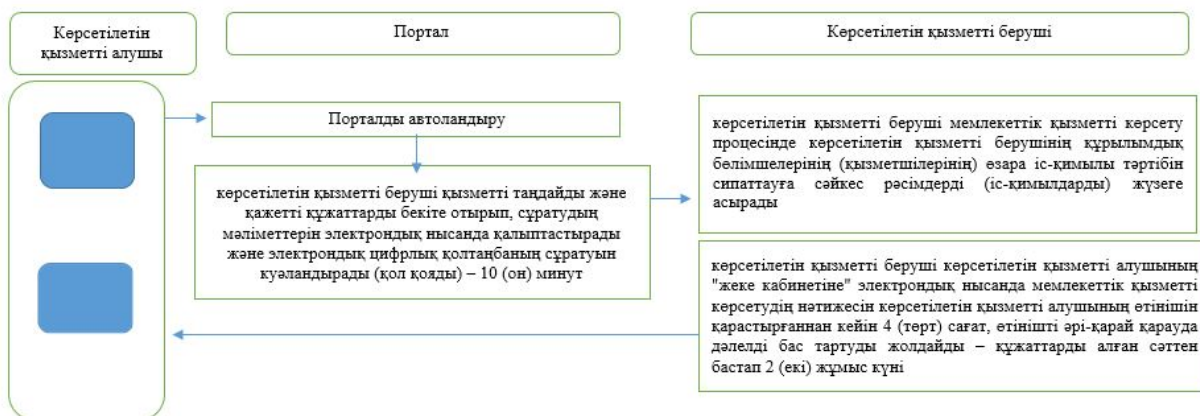 Көрсетілетін
қызметті алушы
Портал
Көрсетілетін қызметті беруші
Порталды автоландыру
көрсетілетін қызметті беруші қызметті таңдайды және
қажетті құжаттарды бекіте отырып, сұратудың
мәліметтерін электрондық нысанда қалыптастырады
және электрондық цифрлық қолтаңбаның сұратуын
куәландырады (қол қояды) – 10 (он) минут
көрсетілетін қызметті беруші мемлекеттік қызметті көрсету
процесінде көрсетілетін қызметті берушінің құрылымдық
бөлімшелерінің (қызметшілерінің) өзара іс-қимылы тәртібін
сипаттауға сәйкес рәсімдерді (іс-қимылдарды) жүзеге
асырады
көрсетілетін қызметті беруші көрсетілетін қызметті алушының
"жеке кабинетіне" электрондық нысанда мемлекеттік қызметті
көрсетудің нәтижесін көрсетілетін қызметті алушының өтінішін
қарастырғаннан кейін 4 (төрт) сағат, өтінішті әрі-қарай қарауда
дәлелді бас тартуды жолдайды – құжаттарды алған сәттен
бастап 2 (екі) жұмыс күні